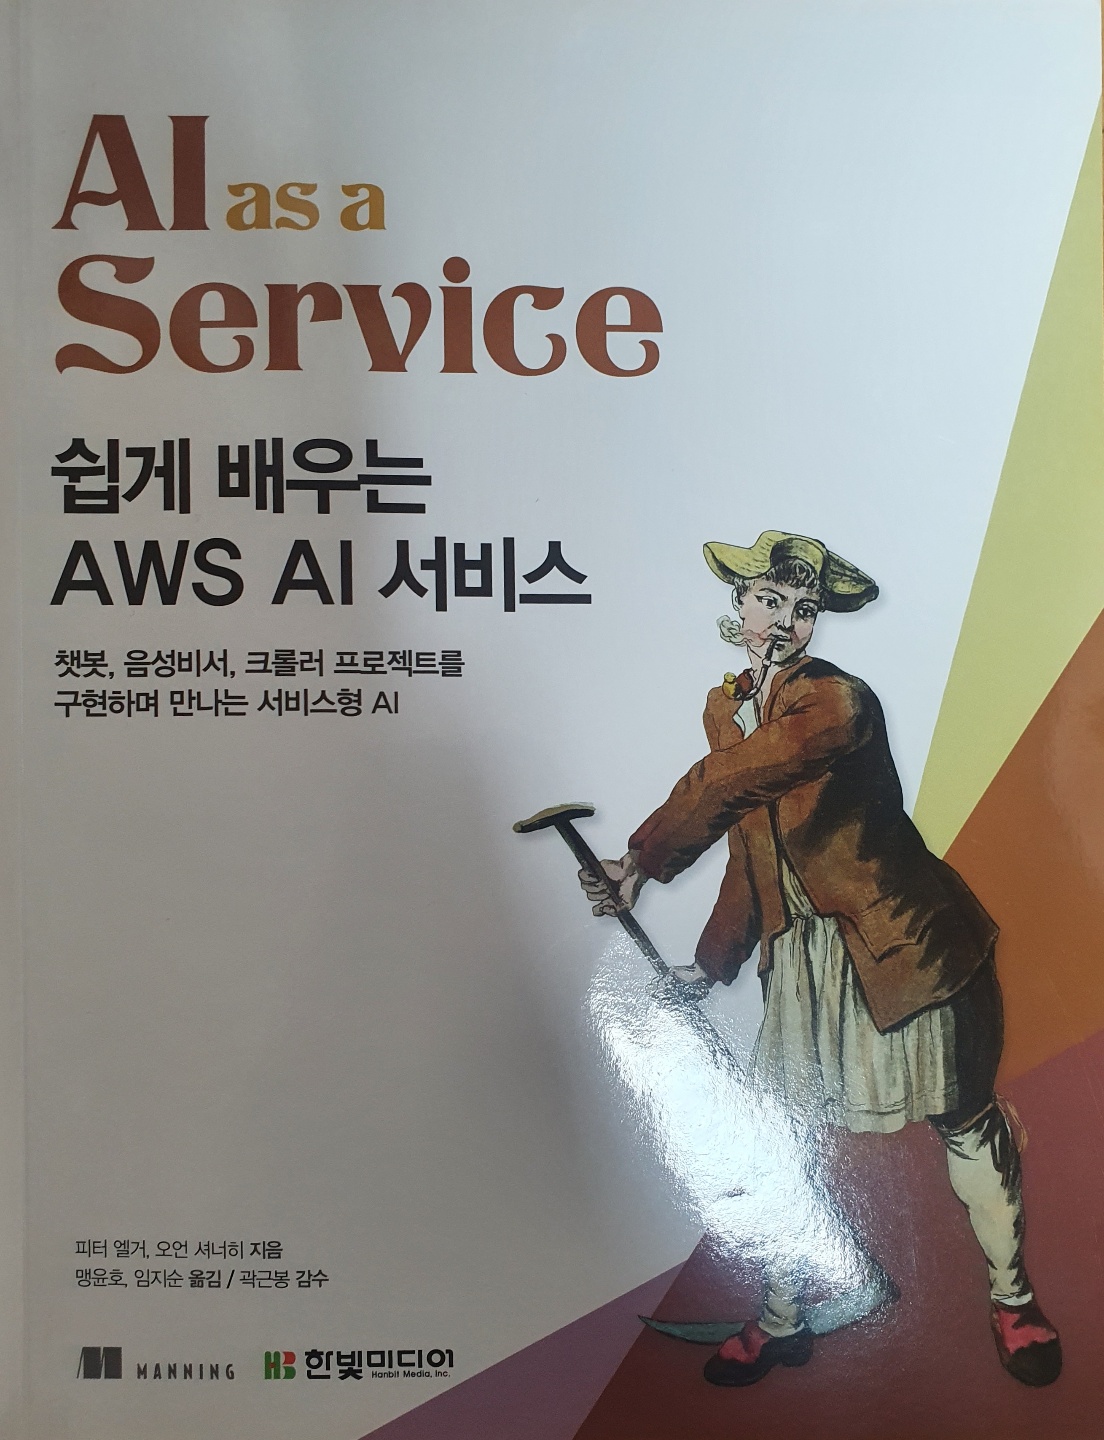 AI as a
Service
쉽게 배우는
AWS AI 서비스
챗봇, 음성비서, 크롤러 프로젝트를
구현하며 만나는 서비스형 AI
피터 엘거, 오언 셔너히 지음
맹윤호, 임지순 옮김 / 곽근봉 감수
MANNING
HB 한빛미디어
Hanbit Media, Inc.